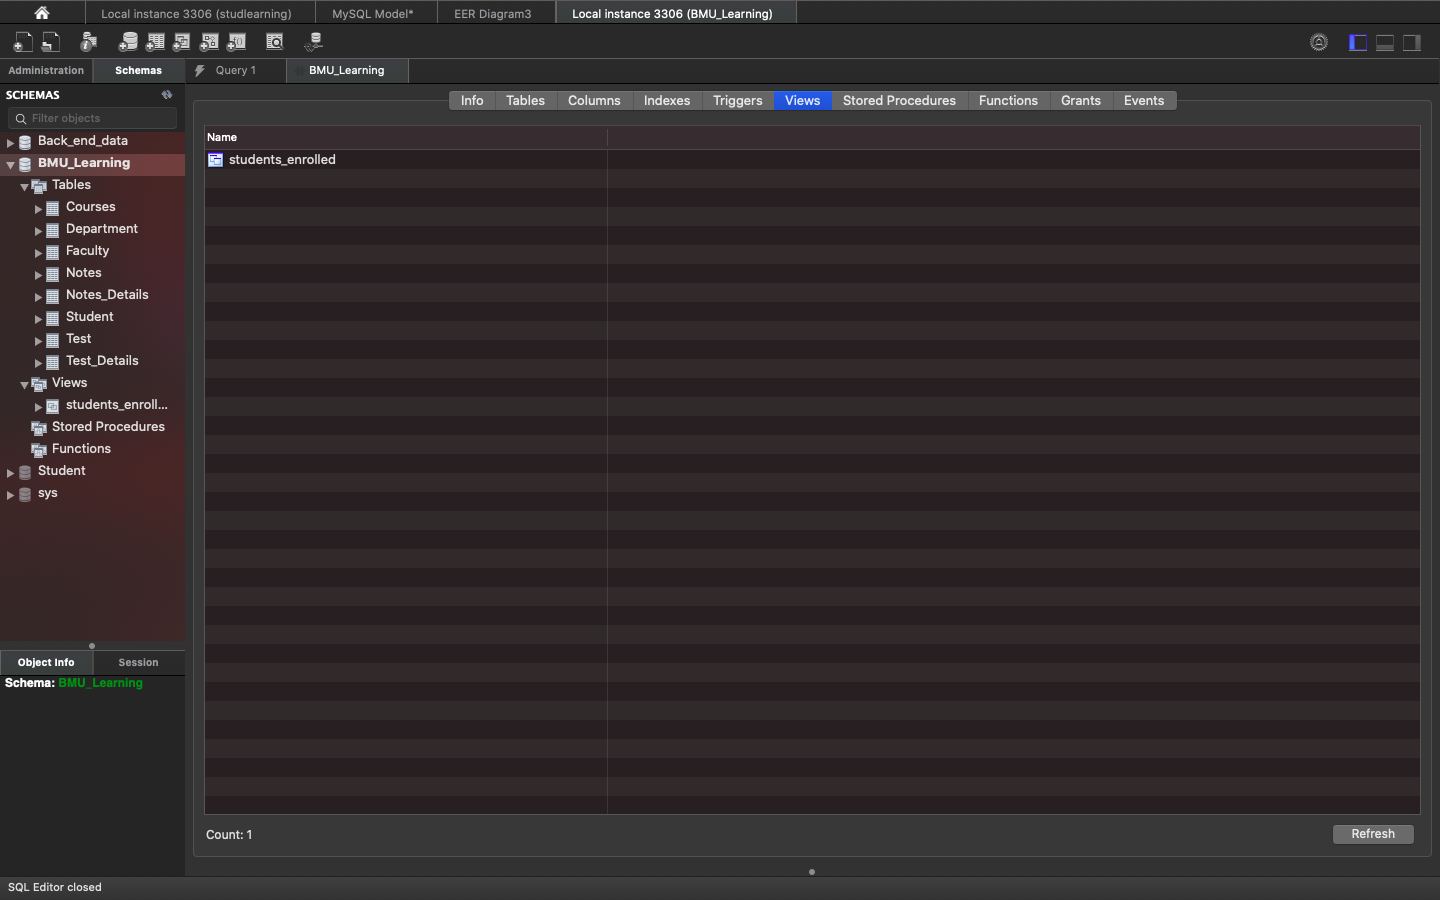 Local instance 3306 (studlearning)
MySQL Model*
EER Diagram3
Local instance 3306 (BMU_Learning)
Administration
Schemas
Query 1
BMU_Learning
SCHEMAS
Filter objects
Back_end_data
BMU_Learning
Tables
Courses
Department
Faculty
Notes
Notes_Details
Student
Test
Test_Details
Views
students_enroll...
Stored Procedures
Functions
Student
sys
Object Info
Session
Schema: BMU_Learning
Info
Tables
Columns
Indexes
Triggers
Views
Stored Procedures
Functions
Grants
Events
Name
students_enrolled
Count: 1
Refresh
SQL Editor closed